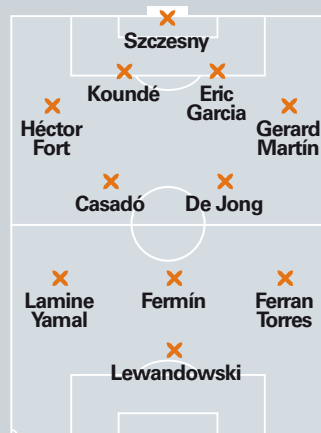 Szczesny
Koundé
Eric
Garcia
Héctor
Fort
Gerard
Martín
Casadó
De Jong
Lamine
Yamal
Fermín
Ferran
Torres
Lewandowski